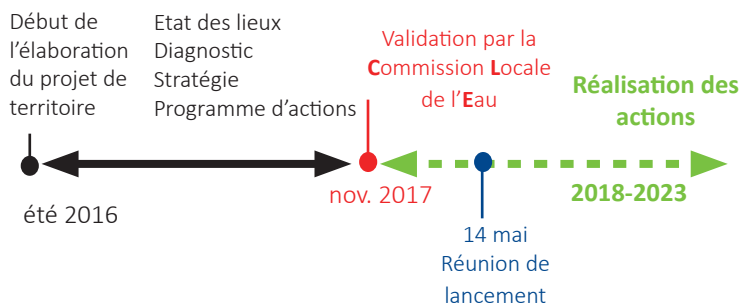 Début de
l'élaboration
du projet de
territoire
Etat des lieux
Diagnostic
Stratégie
Programme d'actions
Validation par la
Commission Locale
de l'Eau
Réalisation des
actions
été 2016
nov. 2017
2018-2023
14 mai
Réunion de
lancement